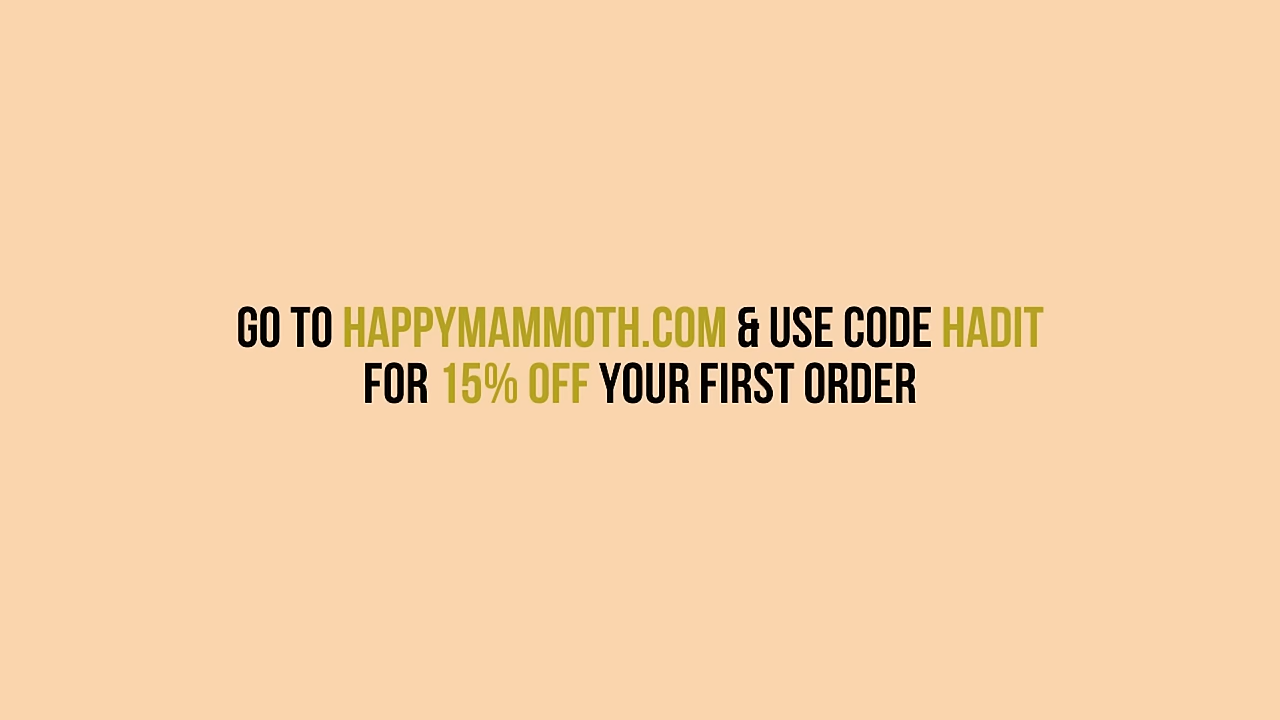 GO TO HAPPYMAMMOTH.COM & USE CODE HADIT
FOR 15% OFF YOUR FIRST ORDER